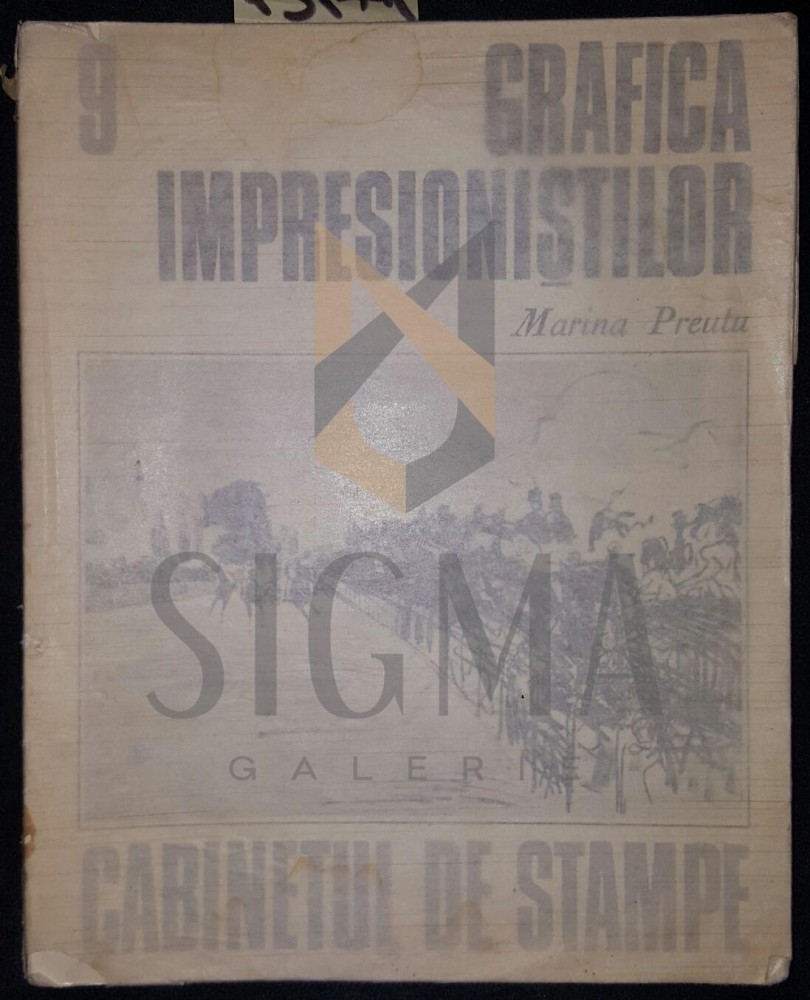 9 GRAFICA
IMPRESIONIȘTILOR
Marina Preutu
SIGMA
GALERIE
CABINETUL DE STAMPE